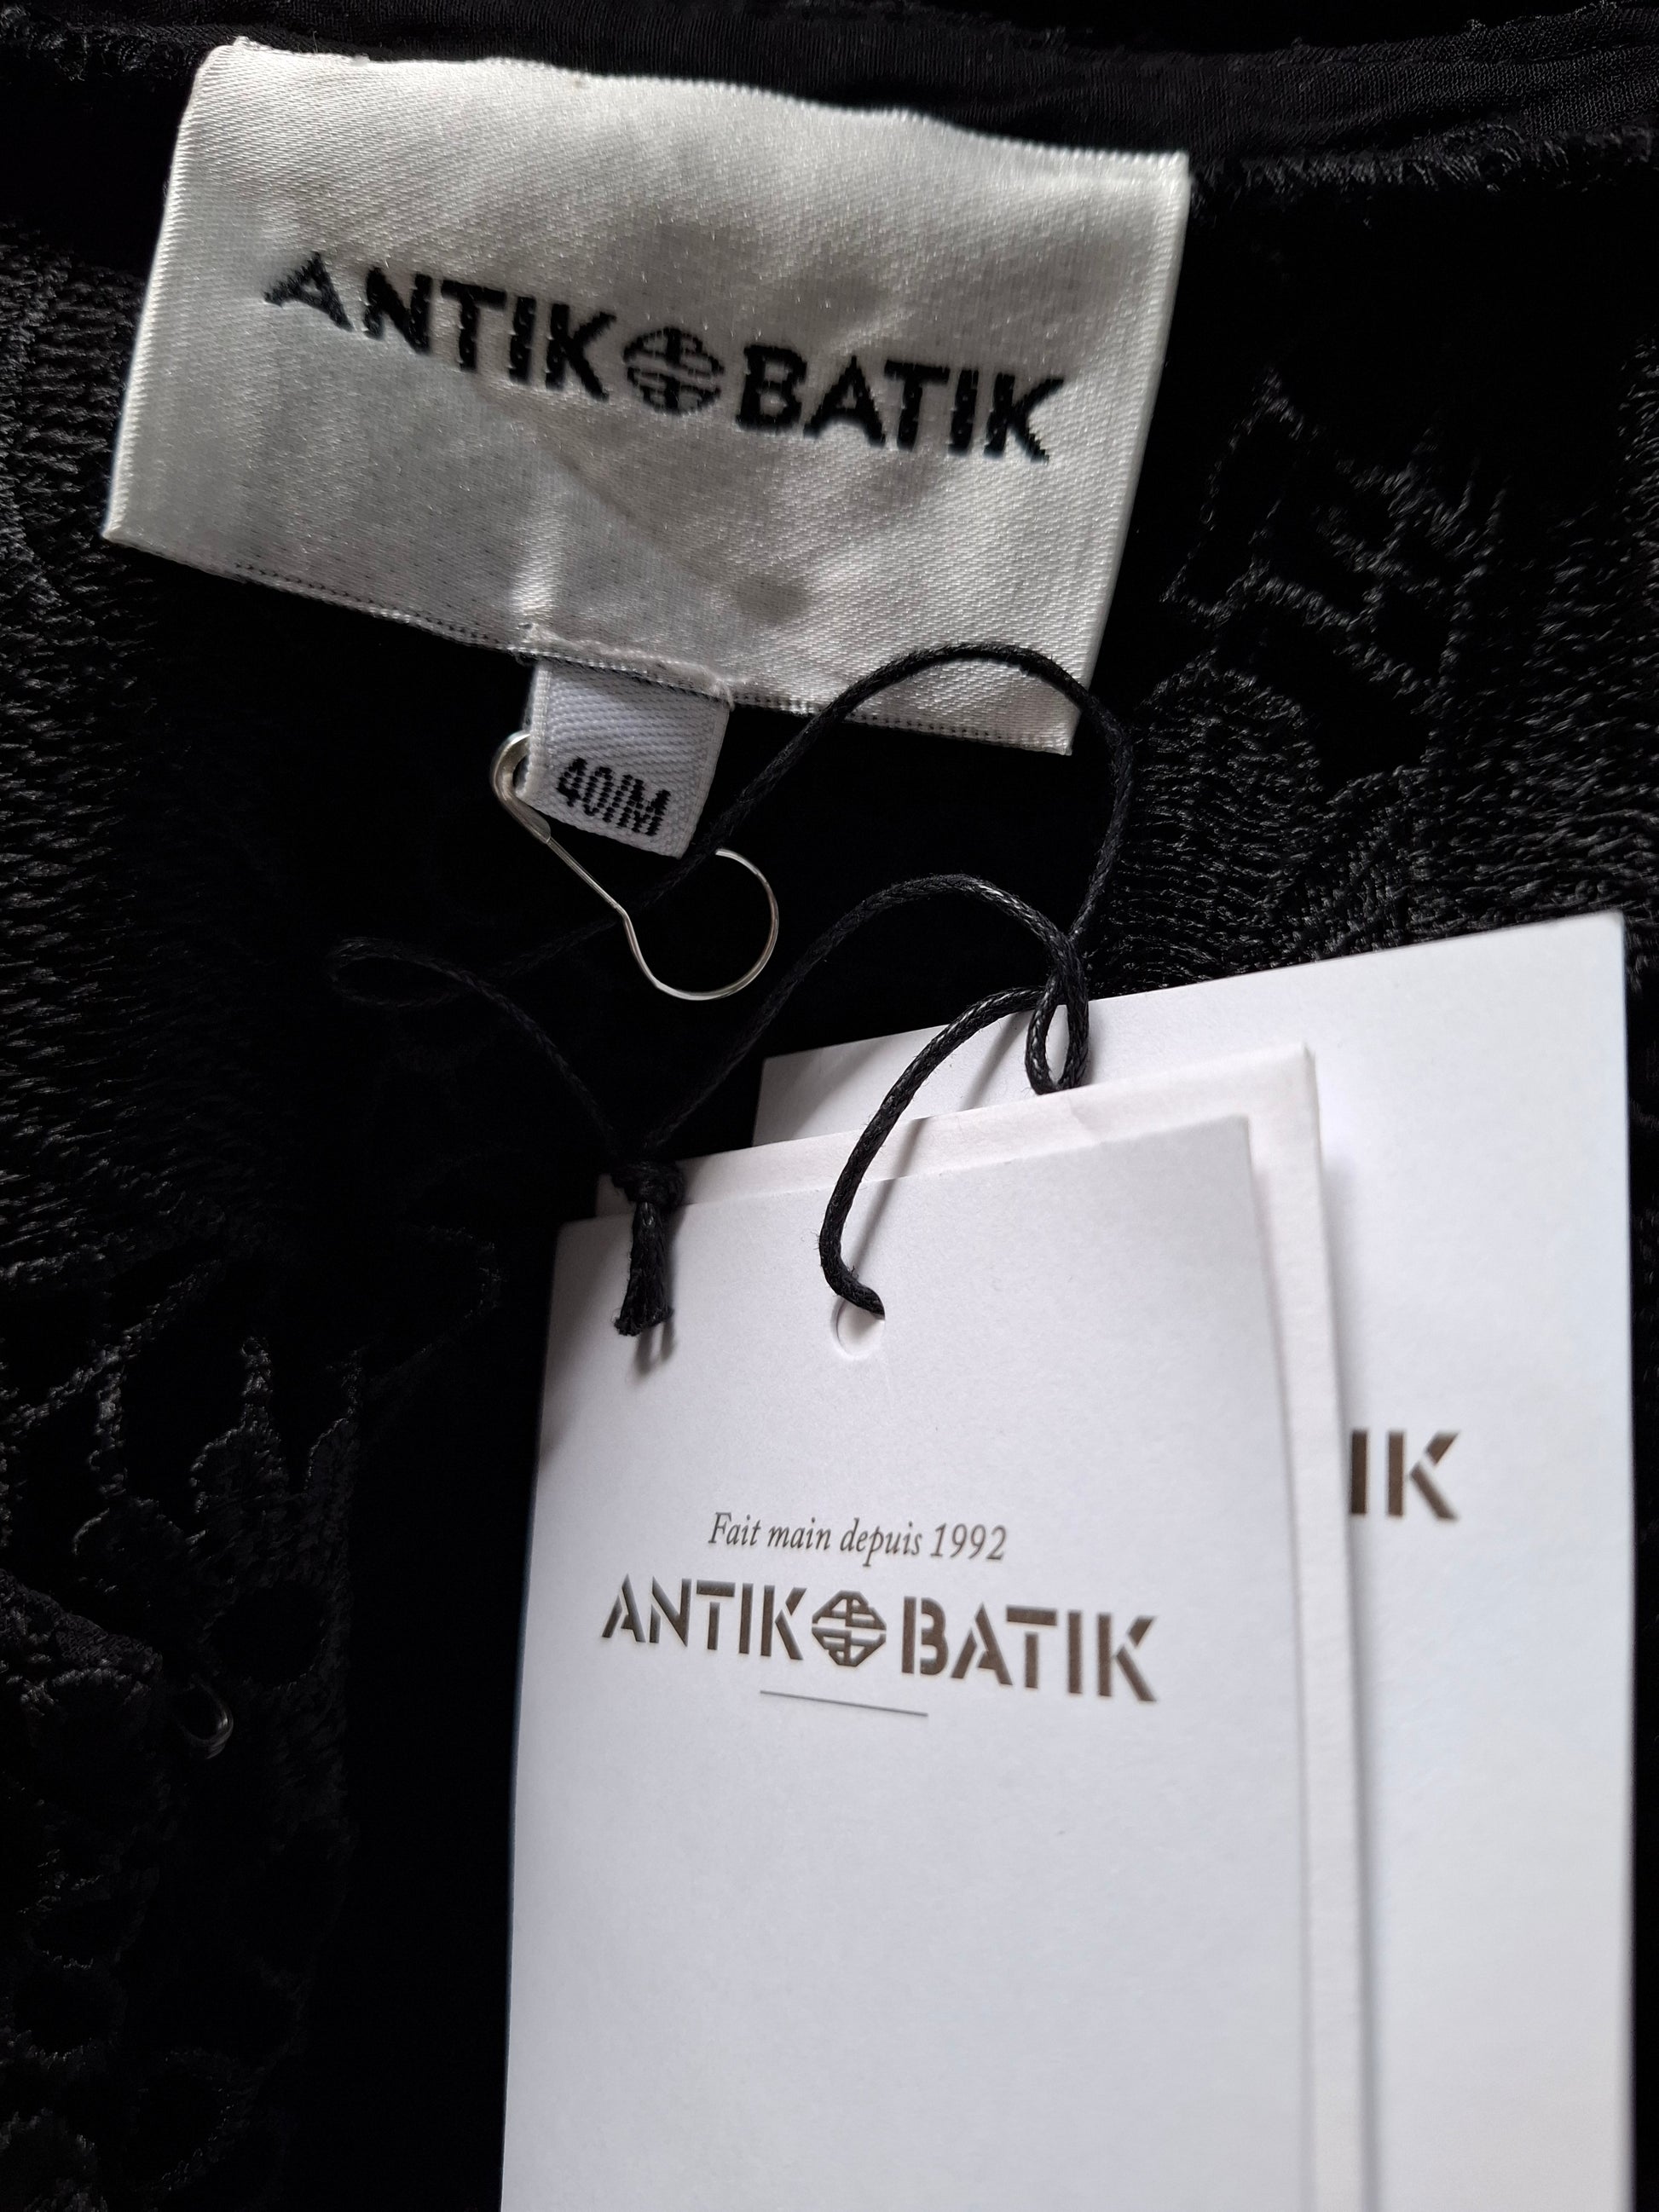 ANTIK BATIK
40/M
IK
Fait main depuis 1992
ANTIK BATIK